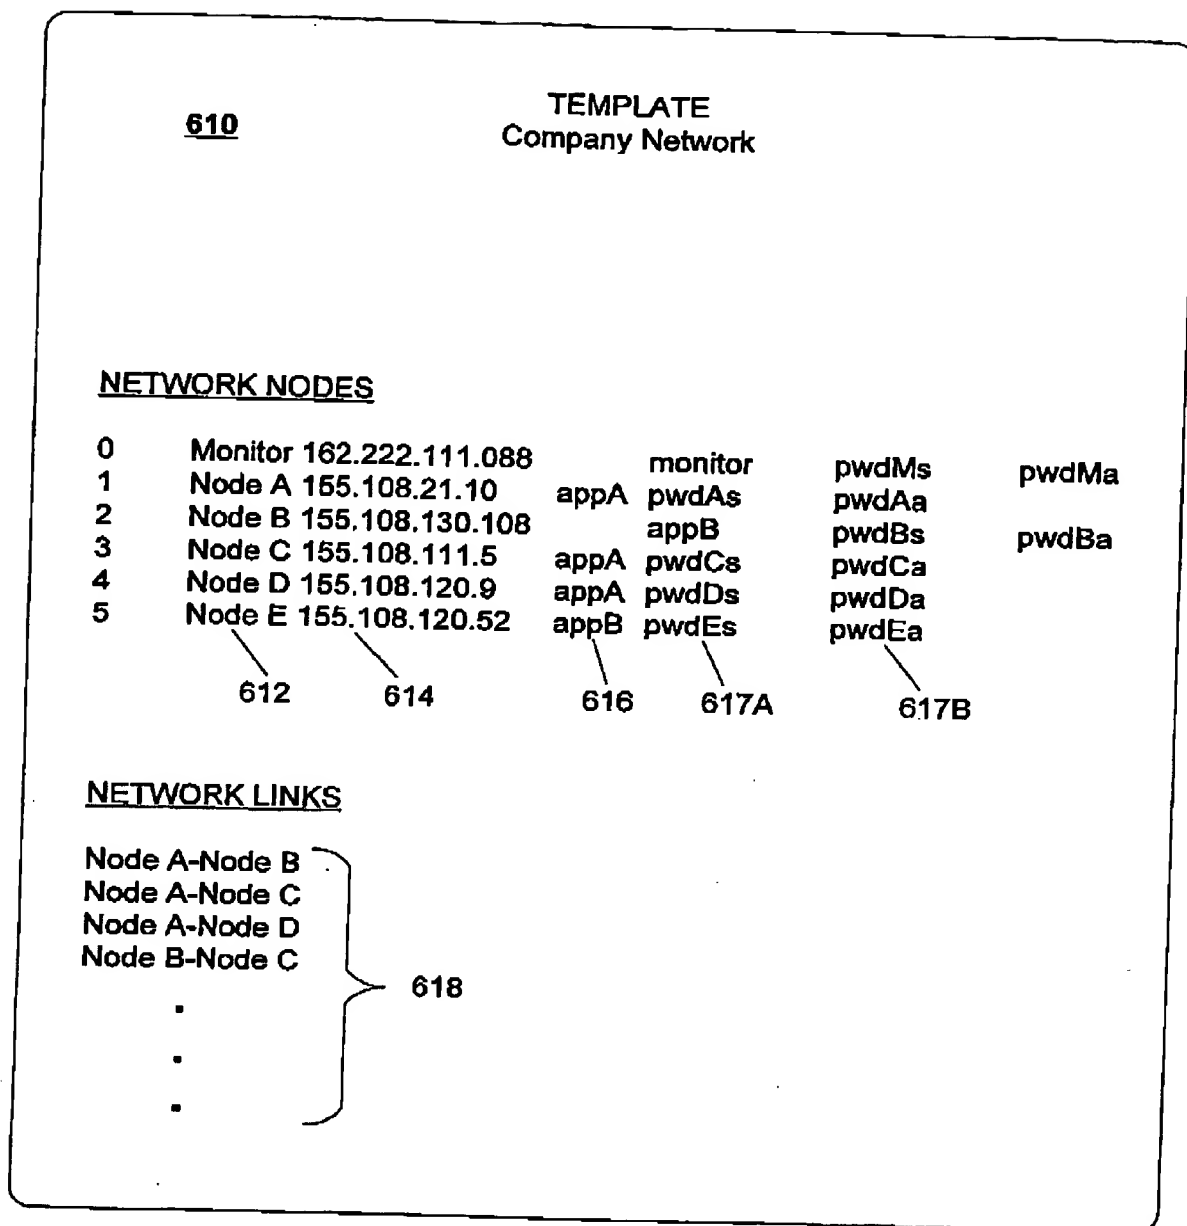 610
TEMPLATE
Company Network
NETWORK NODES
0 Monitor 162.222.111.088 monitor pwdMs pwdMa
1 Node A 155.108.21.10 appA pwdAs pwdAa
2 Node B 155.108.130.108 appB pwdBs pwdBa
3 Node C 155.108.111.5 appA pwdCs pwdCa
4 Node D 155.108.120.9 appA pwdDs pwdDa
5 Node E 155.108.120.52 appB pwdEs pwdEa
612 614 616 617A 617B
NETWORK LINKS
Node A-Node B
Node A-Node C
Node A-Node D
Node B-Node C
618
.
.
.